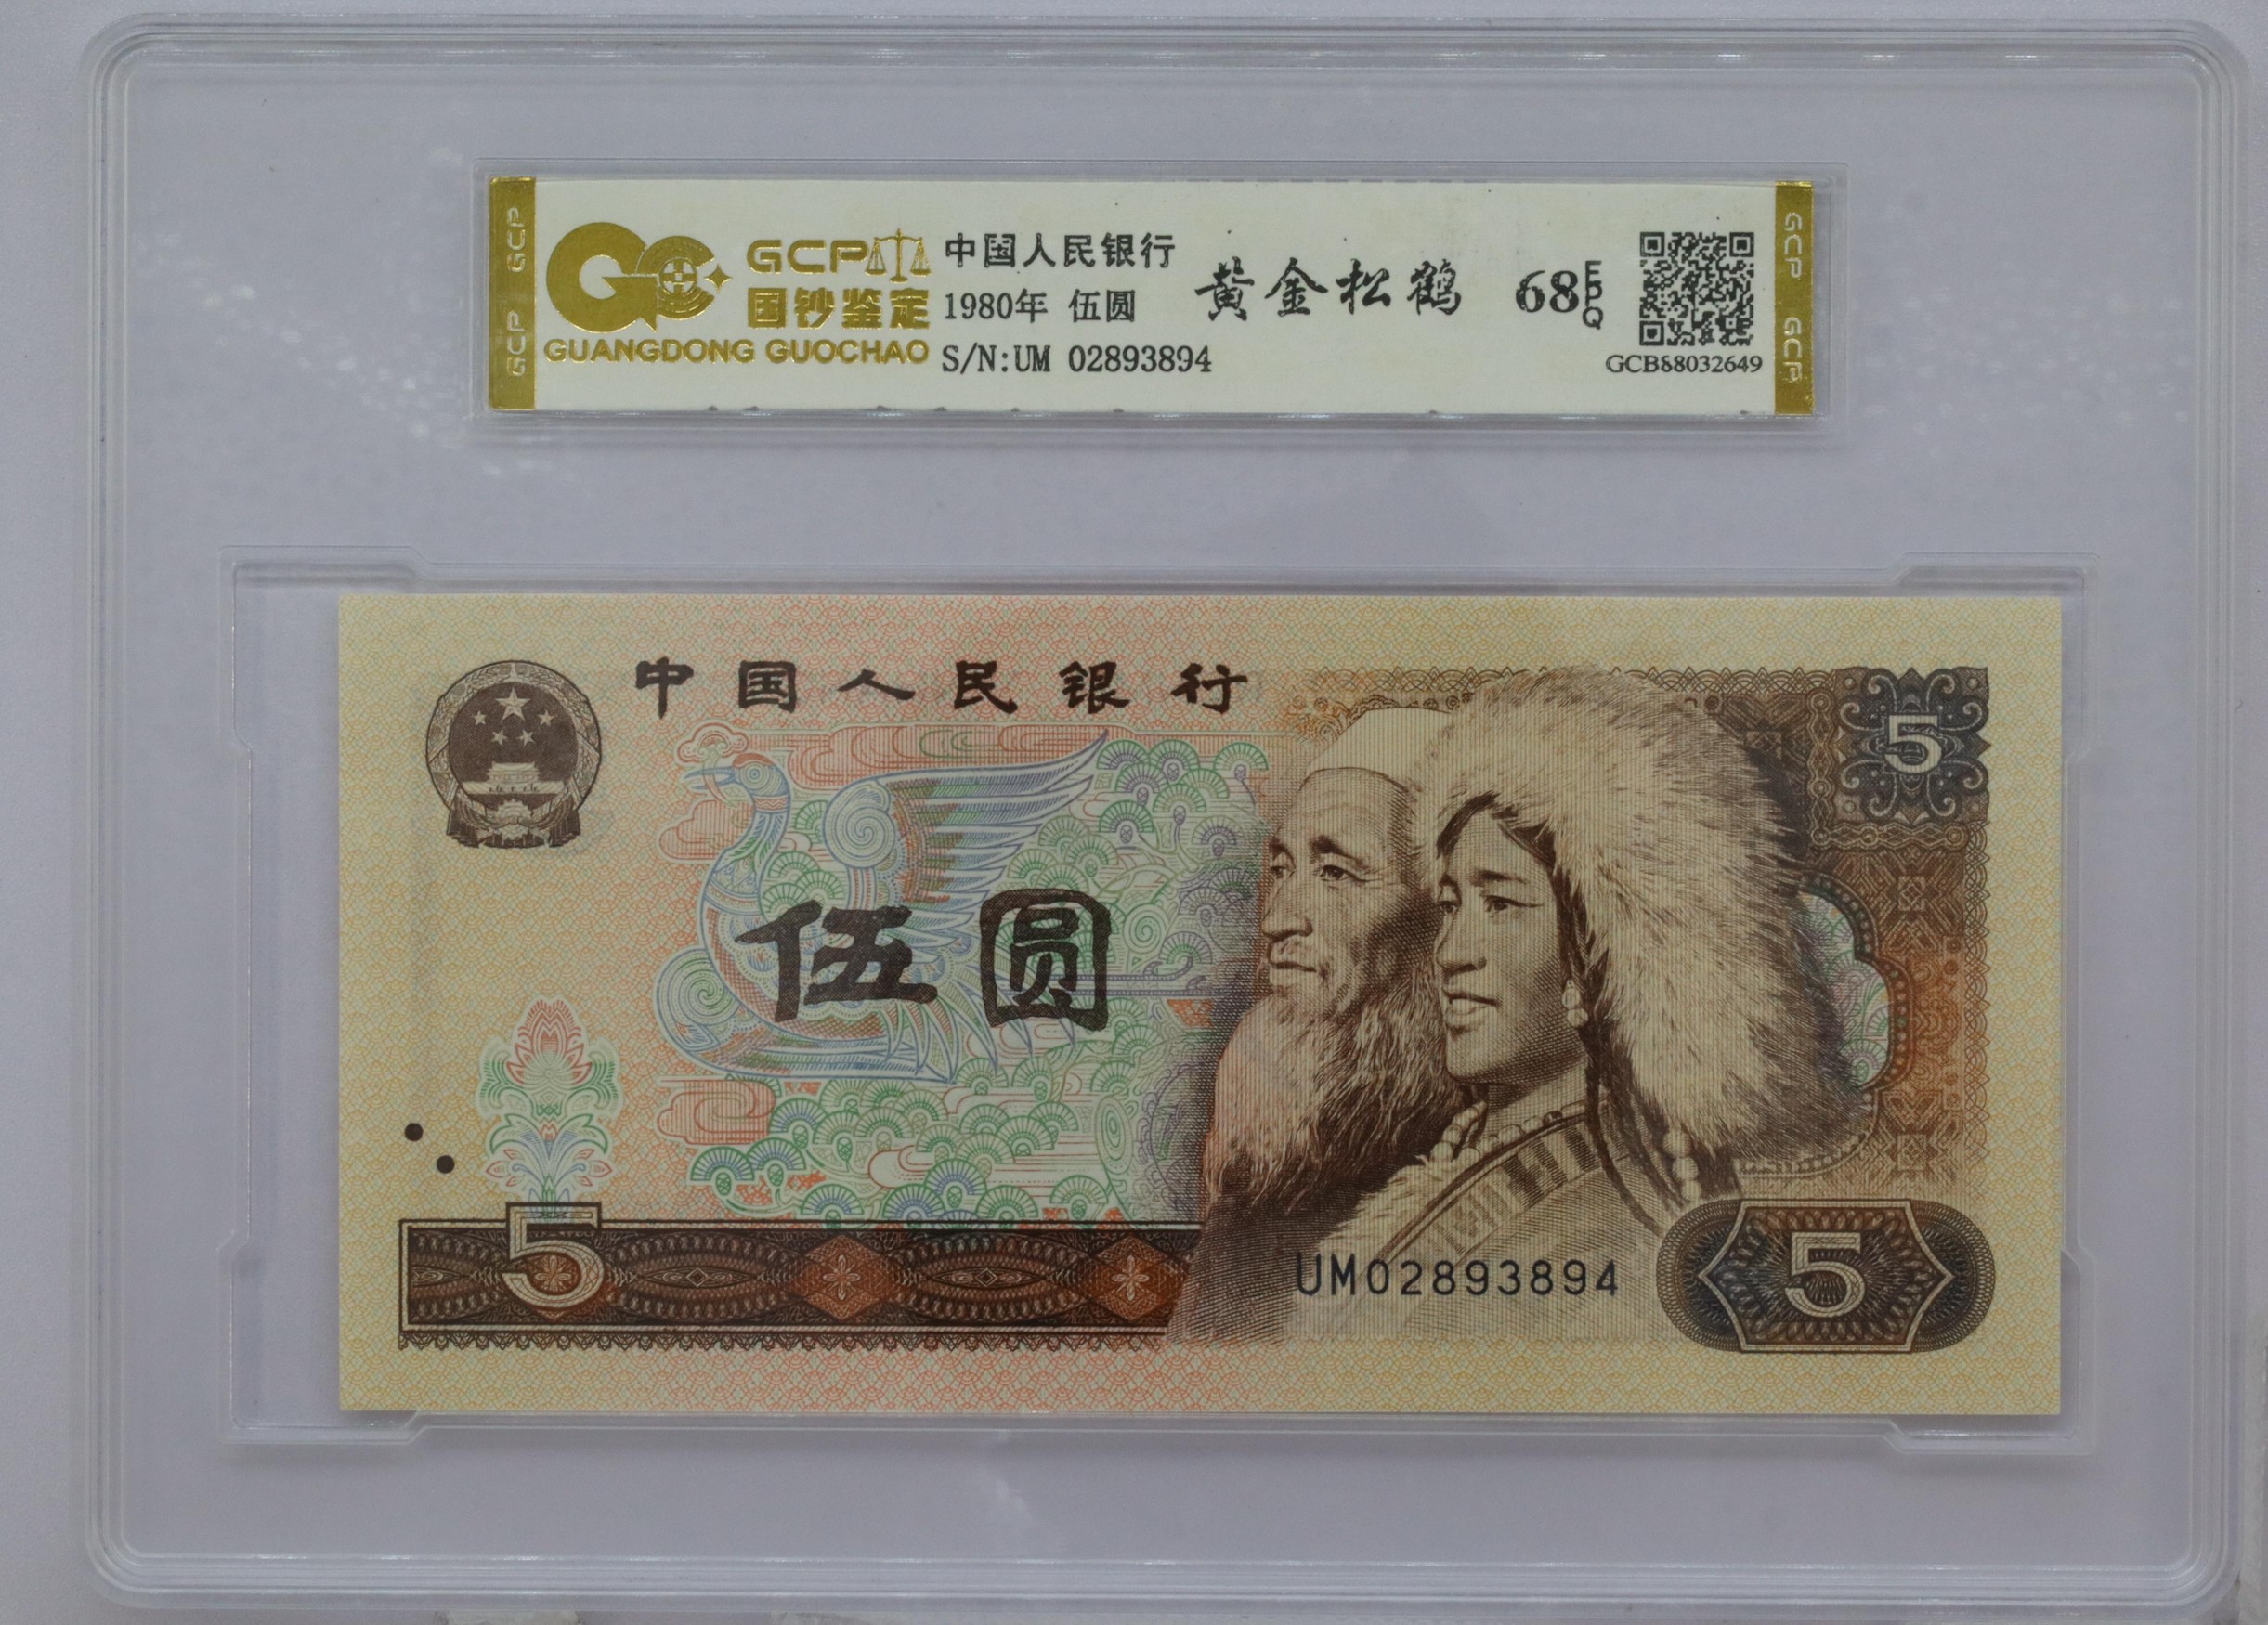 GCP GCP
GCP
国钞鉴定
GUANGDONG GUOCHAO
中国人民银行
1980年 伍圆
S/N:UM 02893894
黄金松鹤
68EPQ
GCB88032649
GCP GCP
中国人民银行
5
伍圆
5
UM02893894
5